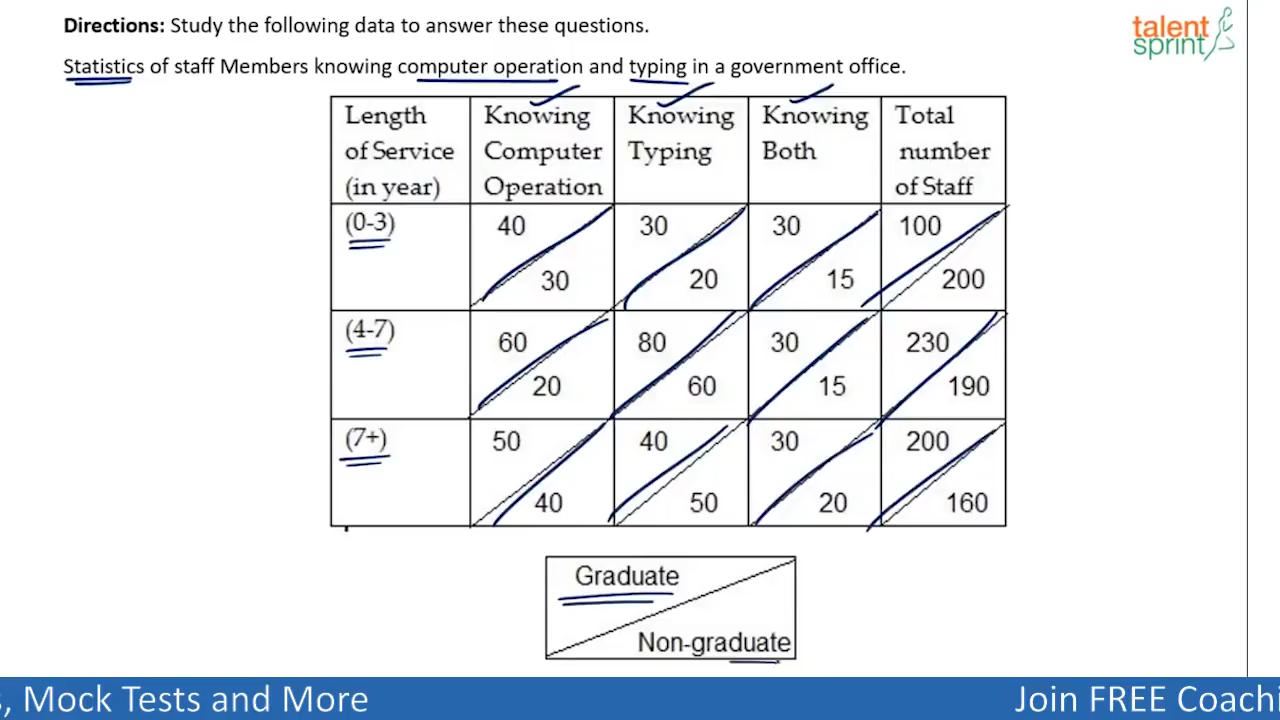 Directions: Study the following data to answer these questions.
talent
sprint
Statistics of staff Members knowing computer operation and typing in a government office.
Length of Service (in year) Knowing Computer Operation Knowing Typing Knowing Both Total number of Staff
(0-3) 40 30 30 20 30 15 100 200
(4-7) 60 20 80 60 30 15 230 190
(7+) 50 40 40 50 30 20 200 160
Graduate
Non-graduate
, Mock Tests and More Join FREE Coachi